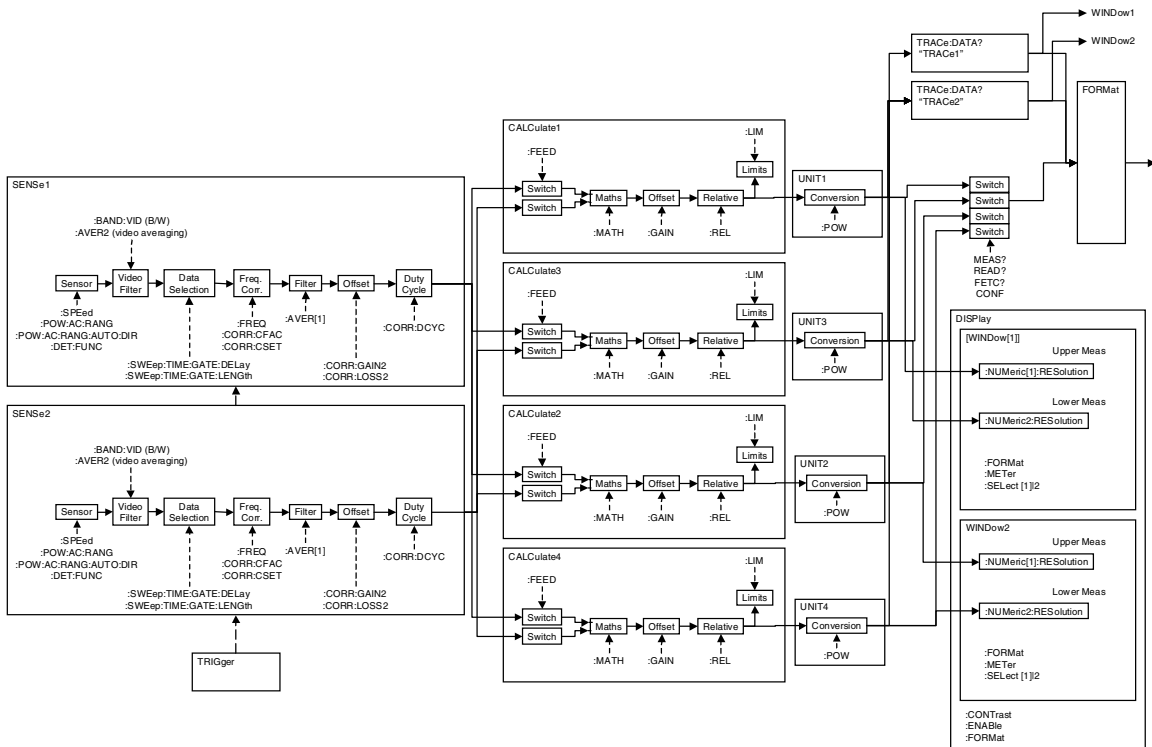 WINDow1
WINDow2
TRACe:DATA?
"TRACe1"
TRACe:DATA?
"TRACe2"
FORMat
SENSe1
:BAND:VID (B/W)
:AVER2 (video averaging)
Sensor
Video
Filter
Data
Selection
Freq.
Corr.
Filter
Offset
Duty
Cycle
:SPEed
:POW:AC:RANG
:POW:AC:RANG:AUTO:DIR
:DET:FUNC
:FREQ
:CORR:CFAC
:CORR:CSET
:AVER[1]
:CORR:DCYC
:SWEep:TIME:GATE:DELay
:SWEep:TIME:GATE:LENGth
:CORR:GAIN2
:CORR:LOSS2
SENSe2
:BAND:VID (B/W)
:AVER2 (video averaging)
Sensor
Video
Filter
Data
Selection
Freq.
Corr.
Filter
Offset
Duty
Cycle
:SPEed
:POW:AC:RANG
:POW:AC:RANG:AUTO:DIR
:DET:FUNC
:FREQ
:CORR:CFAC
:CORR:CSET
:AVER[1]
:CORR:DCYC
:SWEep:TIME:GATE:DELay
:SWEep:TIME:GATE:LENGth
:CORR:GAIN2
:CORR:LOSS2
TRIGger
CALCulate1
:FEED
:LIM
Limits
Switch
Switch
Maths
Offset
Relative
:MATH
:GAIN
:REL
UNIT1
Conversion
:POW
CALCulate3
:FEED
:LIM
Limits
Switch
Switch
Maths
Offset
Relative
:MATH
:GAIN
:REL
UNIT3
Conversion
:POW
CALCulate2
:FEED
:LIM
Limits
Switch
Switch
Maths
Offset
Relative
:MATH
:GAIN
:REL
UNIT2
Conversion
:POW
CALCulate4
:FEED
:LIM
Limits
Switch
Switch
Maths
Offset
Relative
:MATH
:GAIN
:REL
UNIT4
Conversion
:POW
Switch
Switch
Switch
Switch
MEAS?
READ?
FETC?
CONF
DISPlay
[WINDow[1]]
Upper Meas
:NUMeric[1]:RESolution
Lower Meas
:NUMeric2:RESolution
:FORMat
:METer
:SELect [1]l2
WINDow2
Upper Meas
:NUMeric[1]:RESolution
Lower Meas
:NUMeric2:RESolution
:FORMat
:METer
:SELect [1]l2
:CONTrast
:ENABle
:FORMat